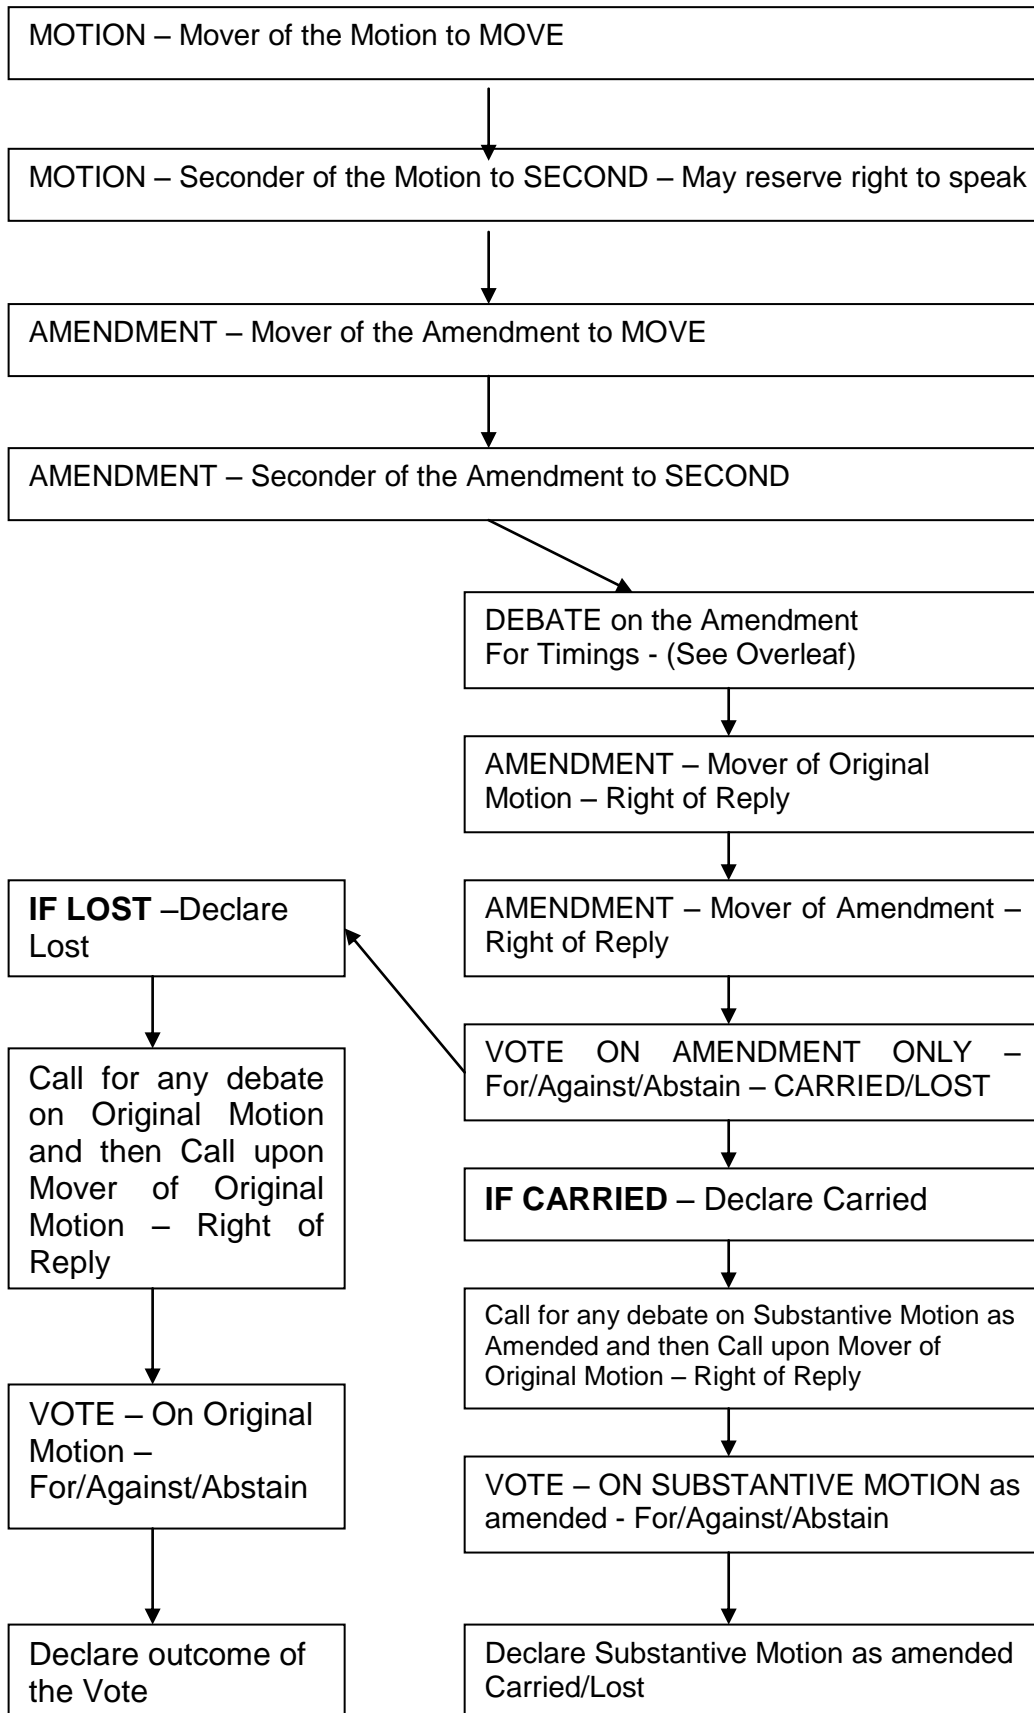 MOTION – Mover of the Motion to MOVE
MOTION – Seconder of the Motion to SECOND – May reserve right to speak
AMENDMENT – Mover of the Amendment to MOVE
AMENDMENT – Seconder of the Amendment to SECOND
DEBATE on the Amendment
For Timings - (See Overleaf)
AMENDMENT – Mover of Original
Motion – Right of Reply
AMENDMENT – Mover of Amendment –
Right of Reply
VOTE ON AMENDMENT ONLY –
For/Against/Abstain – CARRIED/LOST
IF LOST –Declare
Lost
Call for any debate
on Original Motion
and then Call upon
Mover of Original
Motion – Right of
Reply
VOTE – On Original
Motion –
For/Against/Abstain
Declare outcome of
the Vote
IF CARRIED – Declare Carried
Call for any debate on Substantive Motion as
Amended and then Call upon Mover of
Original Motion – Right of Reply
VOTE – ON SUBSTANTIVE MOTION as
amended - For/Against/Abstain
Declare Substantive Motion as amended
Carried/Lost